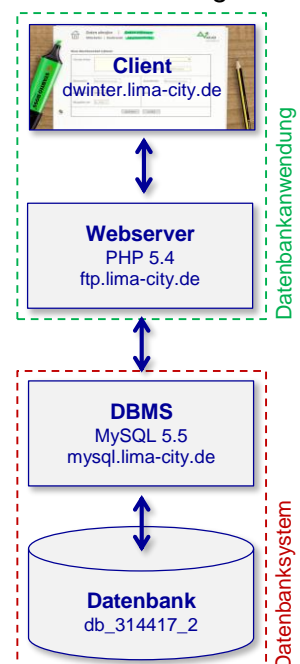 Client
dwinter.lima-city.de
Webserver
PHP 5.4
ftp.lima-city.de
Datenbankanwendung
DBMS
MySQL 5.5
mysql.lima-city.de
Datenbank
db_314417_2
Datenbanksystem